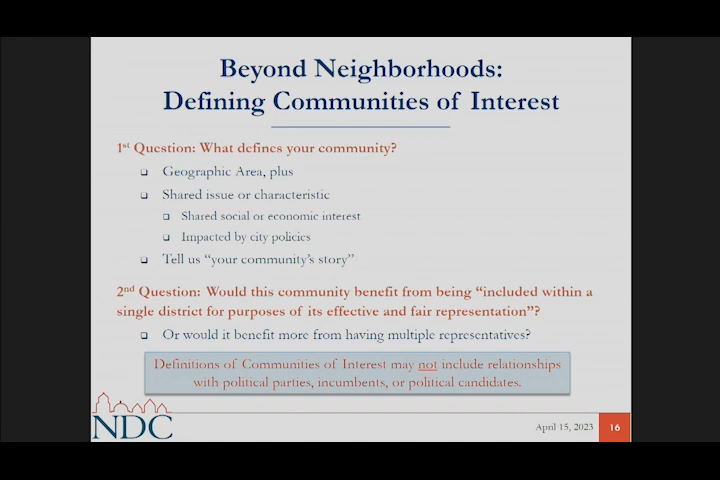 Beyond Neighborhoods:
Defining Communities of Interest
1st Question: What defines your community?
Geographic Area, plus
Shared issue or characteristic
Shared social or economic interest
Impacted by city policies
Tell us “your community’s story”
2nd Question: Would this community benefit from being “included within a
single district for purposes of its effective and fair representation”?
Or would it benefit more from having multiple representatives?
Definitions of Communities of Interest may not include relationships
with political parties, incumbents, or political candidates.
NDC
April 15, 2023 16